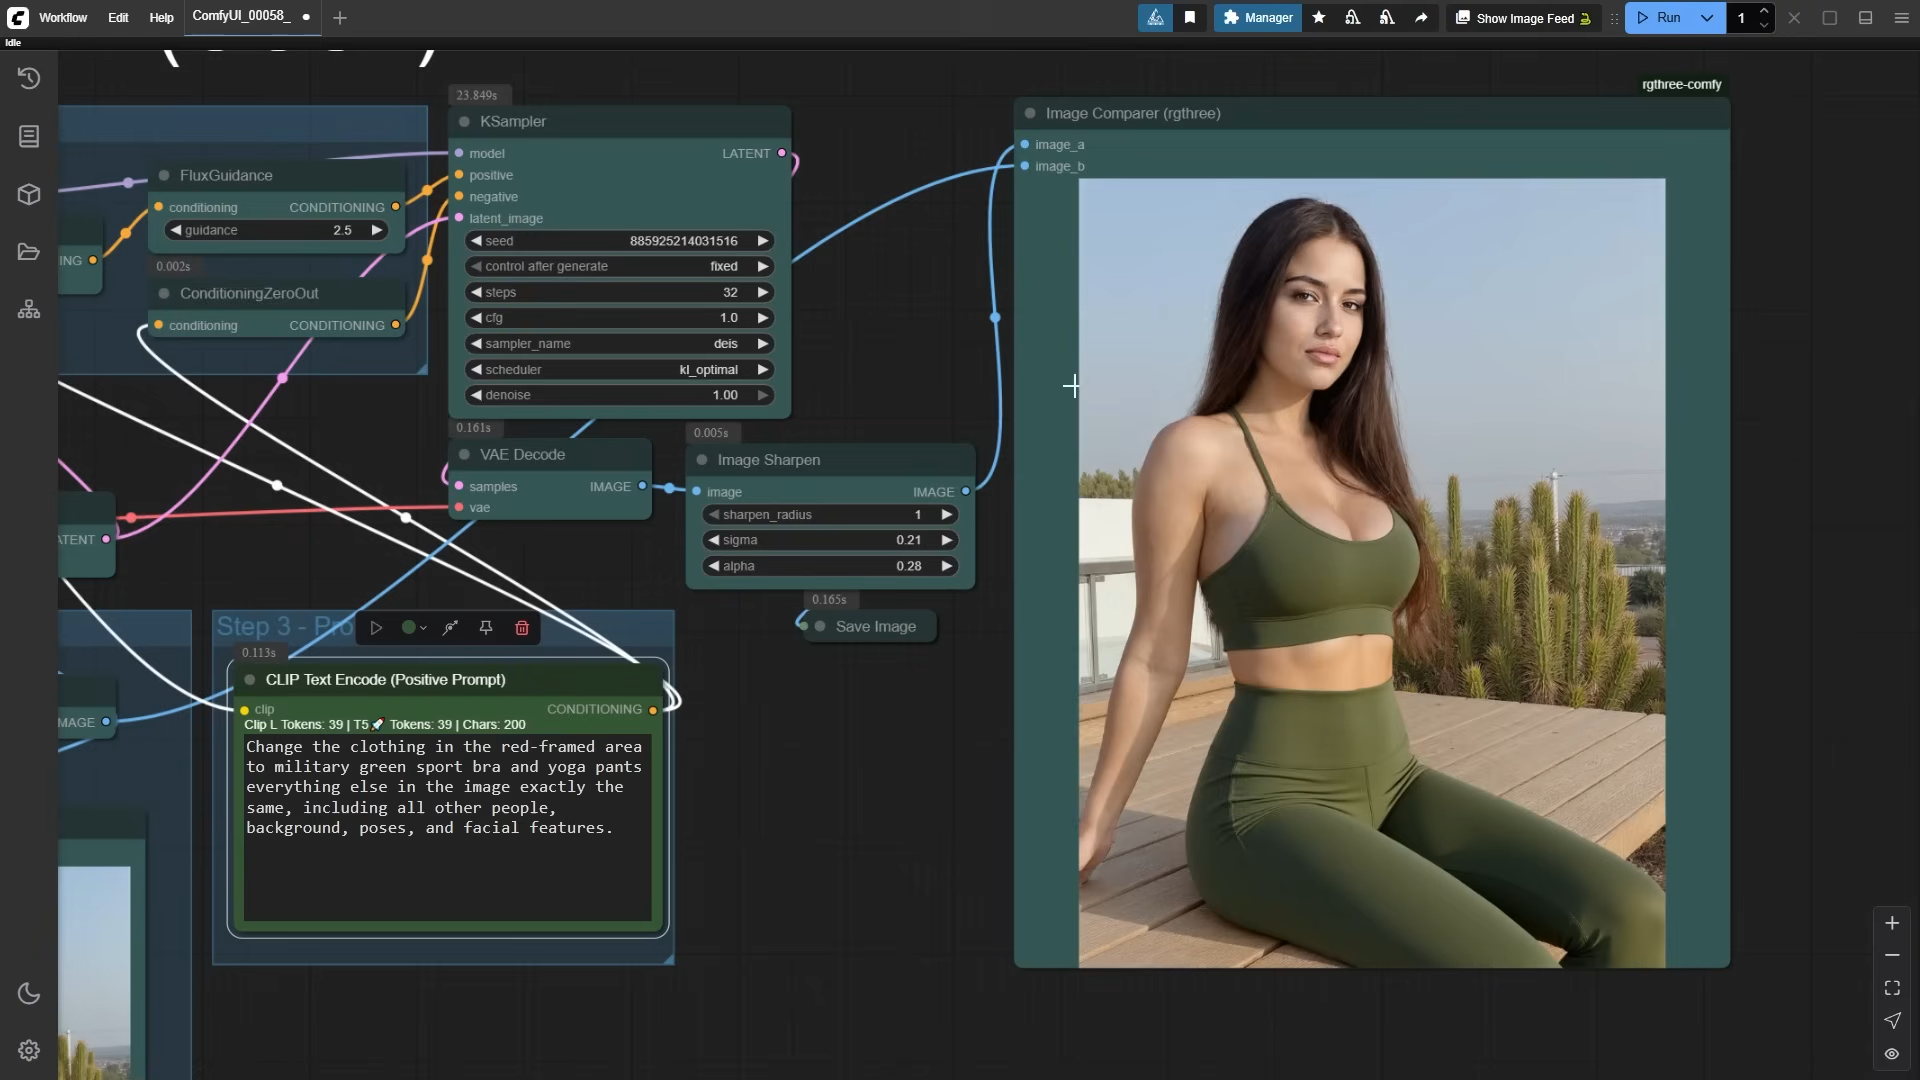 Workflow
Edit
Help
ComfyUI_00058_
Manager
Show Image Feed
Run
1
Idle
23.849s
KSampler
model
LATENT
positive
negative
latent_image
seed 885925214031516
control after generate fixed
steps 32
cfg 1.0
sampler_name deis
scheduler kl_optimal
denoise 1.00
FluxGuidance
conditioning CONDITIONING
guidance 2.5
0.002s
ConditioningZeroOut
conditioning CONDITIONING
ING
0.161s
VAE Decode
samples IMAGE
vae
0.005s
Image Sharpen
image IMAGE
sharpen_radius 1
sigma 0.21
alpha 0.28
0.165s
Save Image
ATENT
MAGE
Step 3 - Pro
0.113s
CLIP Text Encode (Positive Prompt)
clip CONDITIONING
Clip L Tokens: 39 | T5🚀 Tokens: 39 | Chars: 200
Change the clothing in the red-framed area
to military green sport bra and yoga pants
everything else in the image exactly the
same, including all other people,
background, poses, and facial features.
rgthree-comfy
Image Comparer (rgthree)
image_a
image_b